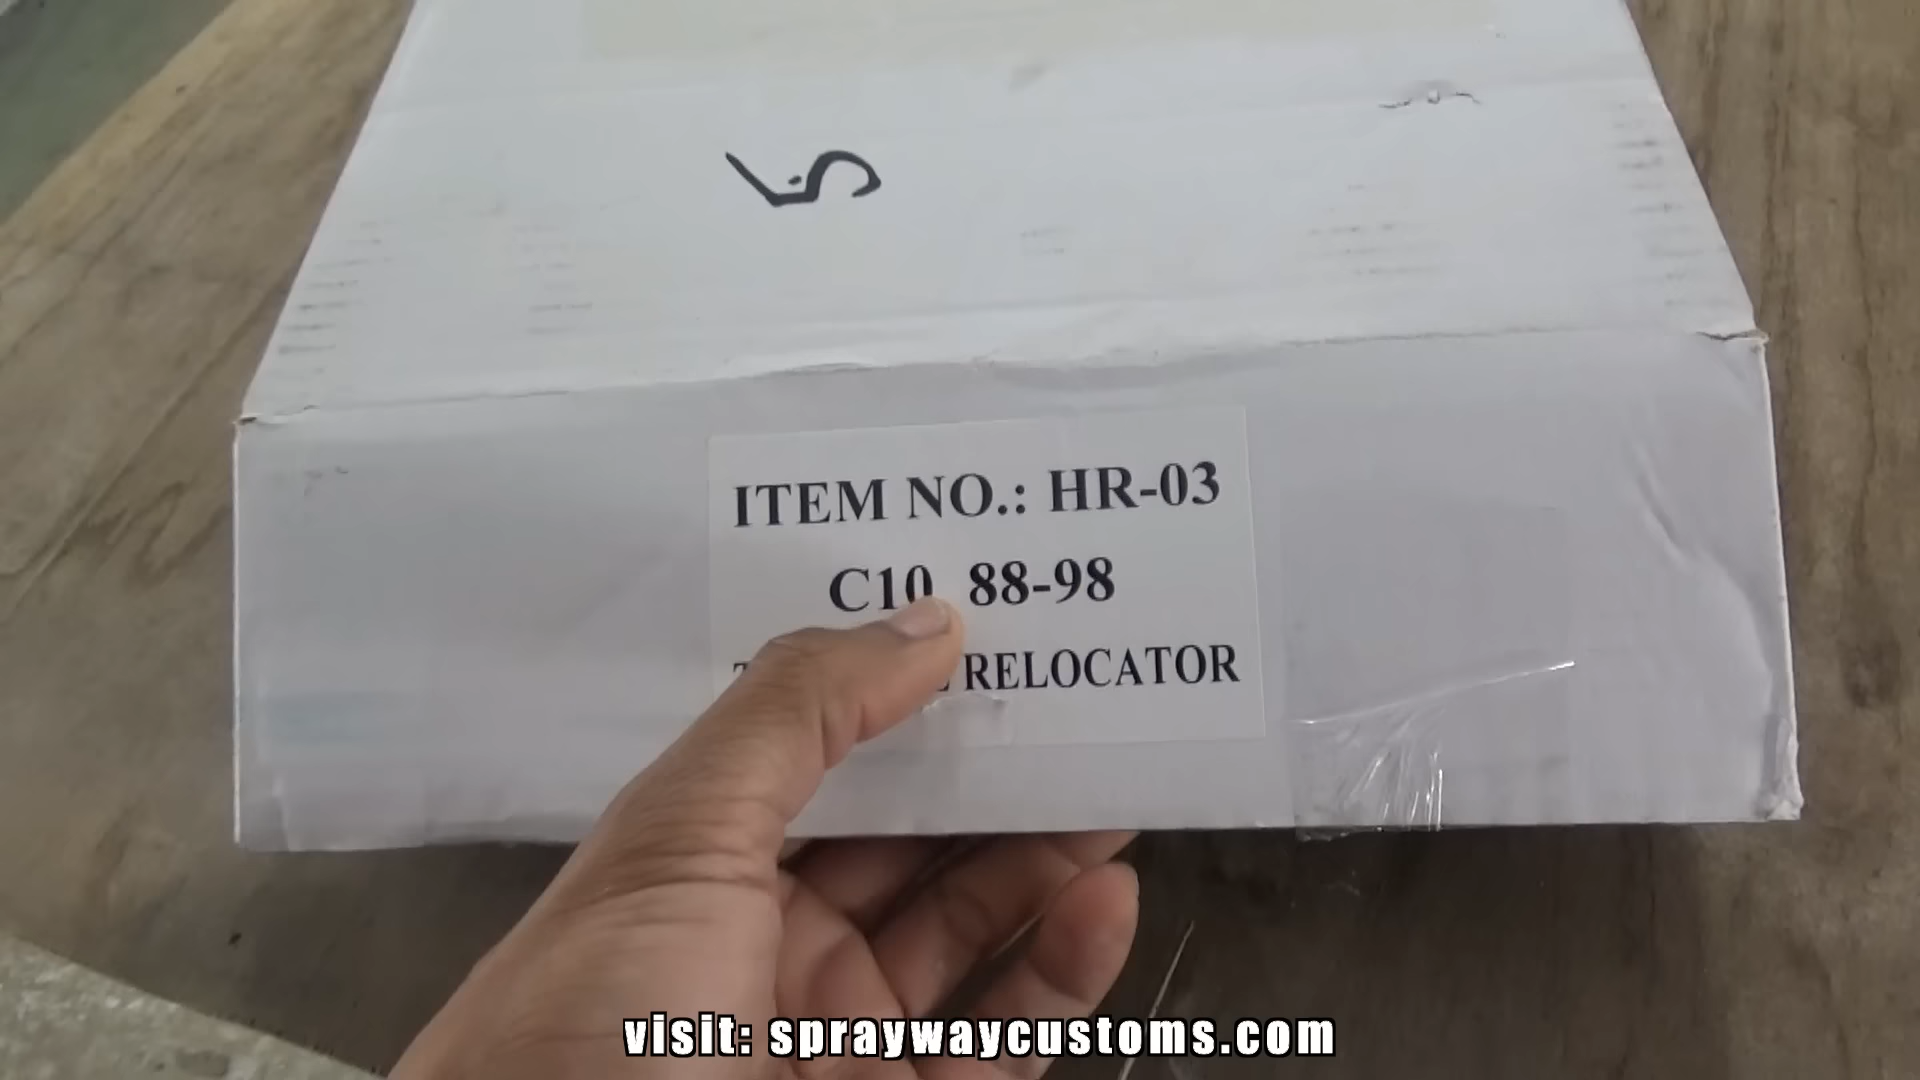 5
ITEM NO.: HR-03
C10 88-98
RELOCATOR
visit: spraywaycustoms.com